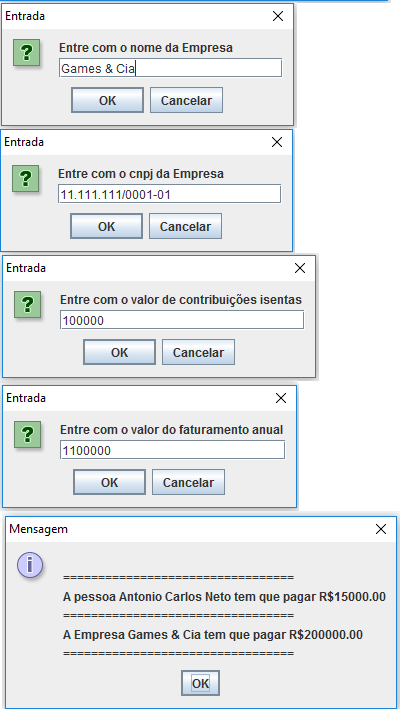 Entrada
Entre com o nome da Empresa
Games & Cia
OK Cancelar
Entrada
Entre com o cnpj da Empresa
11.111.111/0001-01
OK Cancelar
Entrada
Entre com o valor de contribuições isentas
100000
OK Cancelar
Entrada
Entre com o valor do faturamento anual
1100000
OK Cancelar
Mensagem
=================================
A pessoa Antonio Carlos Neto tem que pagar R$15000.00
=================================
A Empresa Games & Cia tem que pagar R$200000.00
=================================
OK